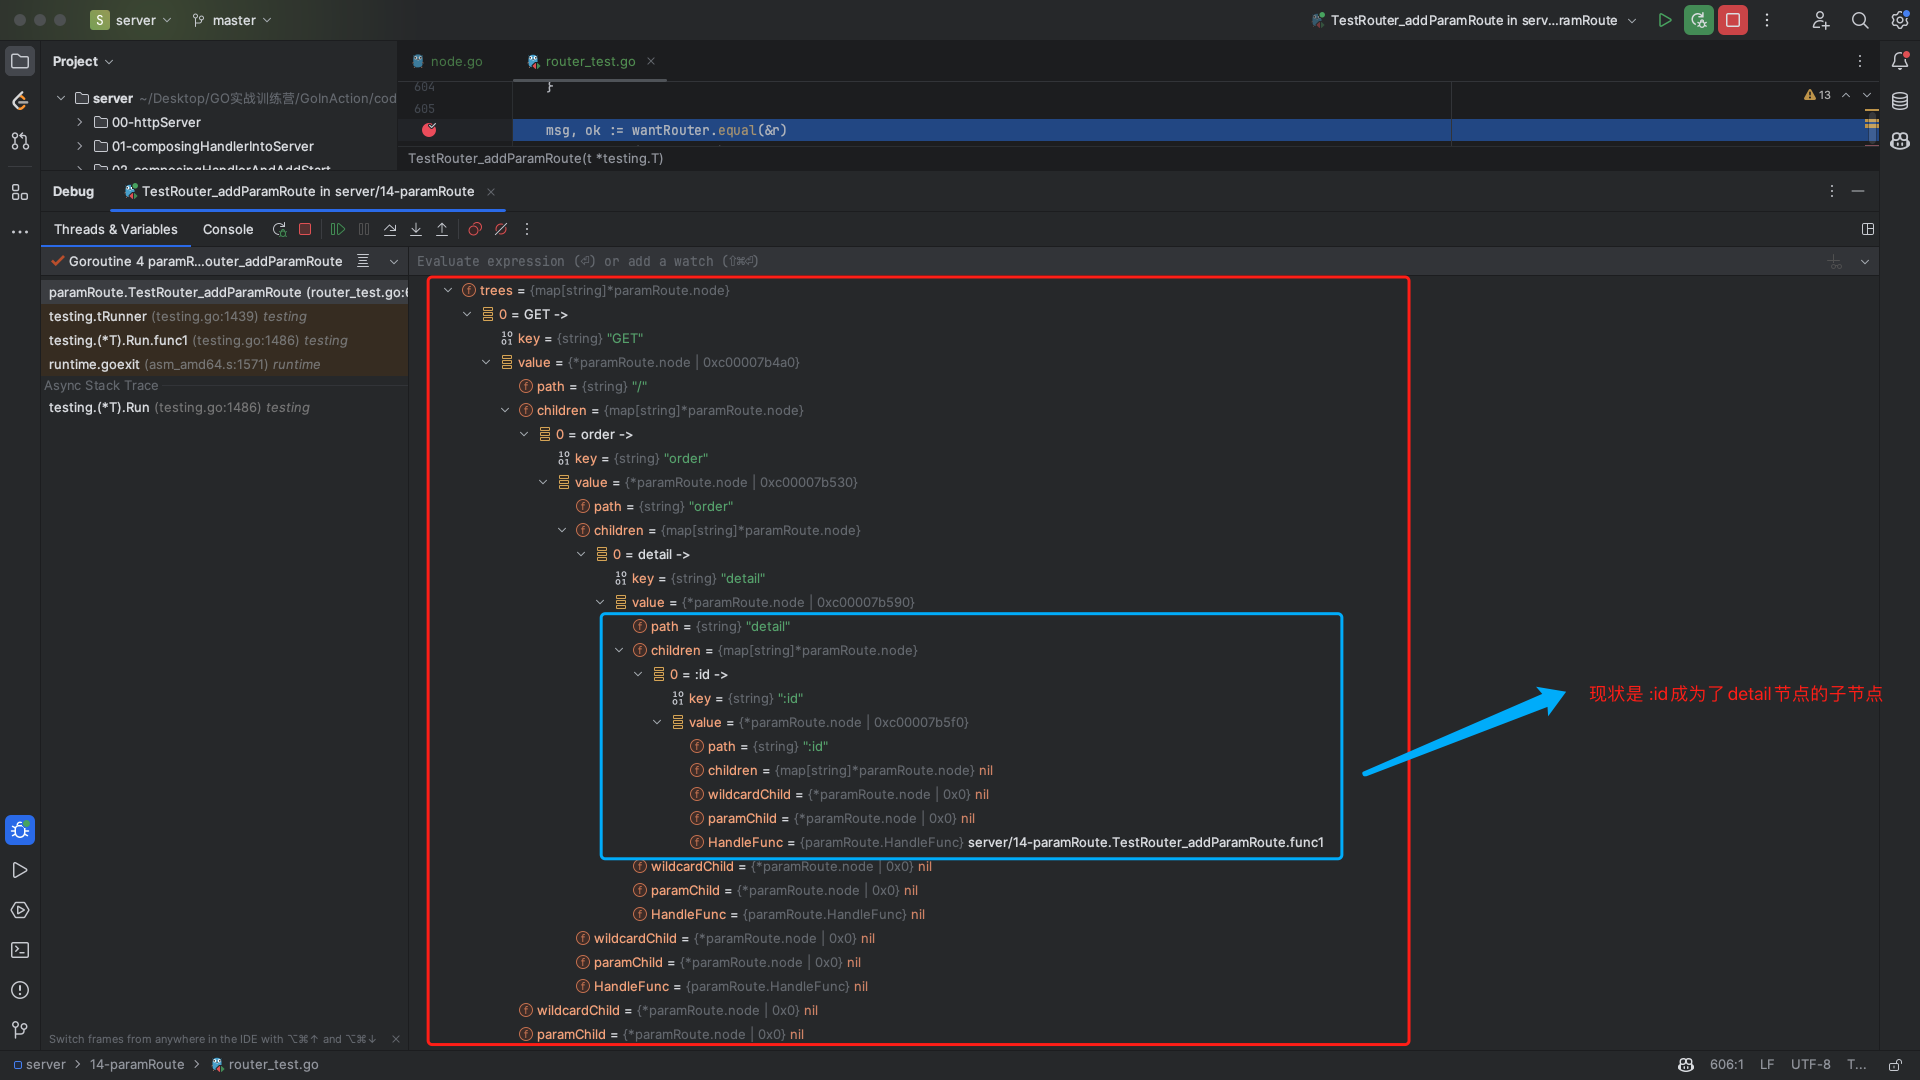 S server master TestRouter_addParamRoute in serv...ramRoute
Project
node.go router_test.go
server ~/Desktop/GO实战训练营/GoInAction/cod
00-httpServer
01-composingHandlerIntoServer
02-composingHandlerAndAddStart
604 }
605
msg, ok := wantRouter.equal(&r)
13
TestRouter_addParamRoute(t *testing.T)
Debug TestRouter_addParamRoute in server/14-paramRoute
Threads & Variables Console
Goroutine 4 paramR...outer_addParamRoute
Evaluate expression (⏎) or add a watch (⇧⌘⏎)
paramRoute.TestRouter_addParamRoute (router_test.go:6
testing.tRunner (testing.go:1439) testing
testing.(*T).Run.func1 (testing.go:1486) testing
runtime.goexit (asm_amd64.s:1571) runtime
Async Stack Trace
testing.(*T).Run (testing.go:1486) testing
trees = {map[string]*paramRoute.node}
0 = GET ->
key = {string} "GET"
value = {*paramRoute.node | 0xc00007b4a0}
path = {string} "/"
children = {map[string]*paramRoute.node}
0 = order ->
key = {string} "order"
value = {*paramRoute.node | 0xc00007b530}
path = {string} "order"
children = {map[string]*paramRoute.node}
0 = detail ->
key = {string} "detail"
value = {*paramRoute.node | 0xc00007b590}
path = {string} "detail"
children = {map[string]*paramRoute.node}
0 = :id ->
key = {string} ":id"
value = {*paramRoute.node | 0xc00007b5f0}
path = {string} ":id"
children = {map[string]*paramRoute.node} nil
wildcardChild = {*paramRoute.node | 0x0} nil
paramChild = {*paramRoute.node | 0x0} nil
HandleFunc = {paramRoute.HandleFunc} server/14-paramRoute.TestRouter_addParamRoute.func1
wildcardChild = {*paramRoute.node | 0x0} nil
paramChild = {*paramRoute.node | 0x0} nil
HandleFunc = {paramRoute.HandleFunc} nil
wildcardChild = {*paramRoute.node | 0x0} nil
paramChild = {*paramRoute.node | 0x0} nil
HandleFunc = {paramRoute.HandleFunc} nil
wildcardChild = {*paramRoute.node | 0x0} nil
paramChild = {*paramRoute.node | 0x0} nil
现状是 :id成为了detail节点的子节点
Switch frames from anywhere in the IDE with ⌥⌘↑ and ⌥⌘↓
server 14-paramRoute router_test.go
606:1 LF UTF-8 T...